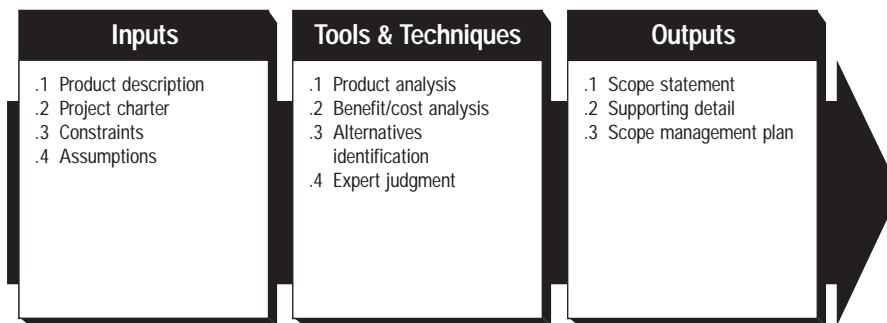 Inputs
.1 Product description
.2 Project charter
.3 Constraints
.4 Assumptions
Tools & Techniques
.1 Product analysis
.2 Benefit/cost analysis
.3 Alternatives
identification
.4 Expert judgment
Outputs
.1 Scope statement
.2 Supporting detail
.3 Scope management plan